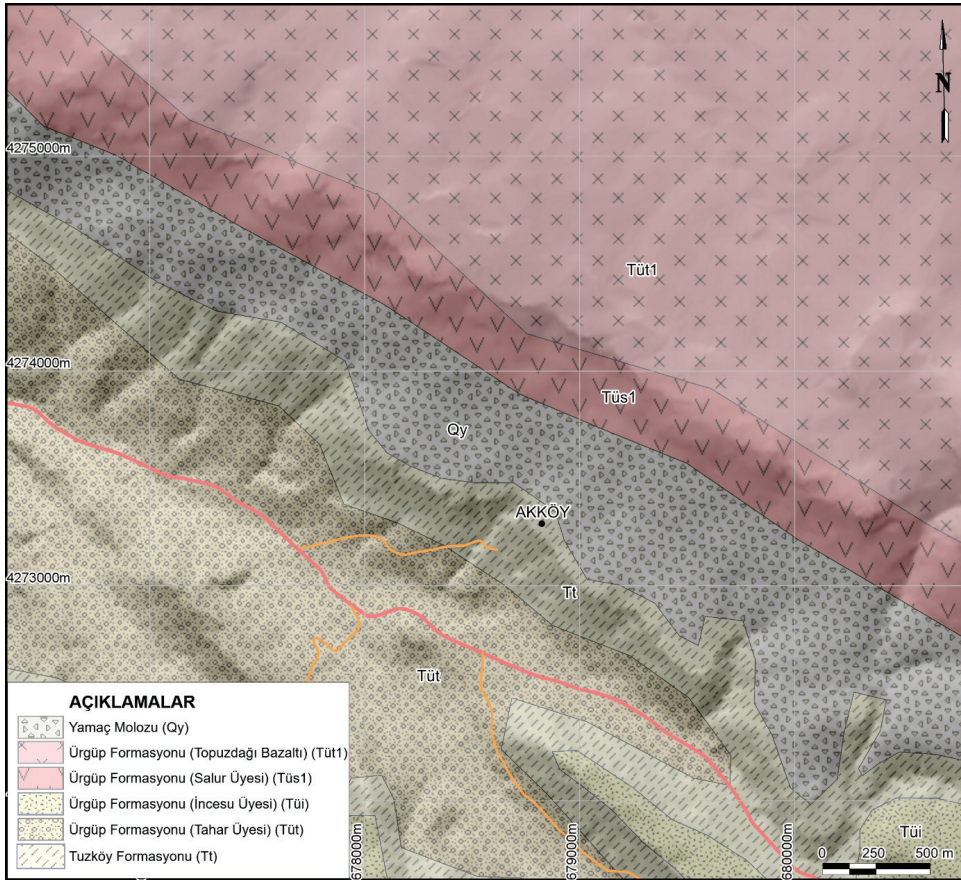 N
4275000m
Tüt1
4274000m
Tüs1
Qy
AKKÖY
4273000m
Tt
Tüt
AÇIKLAMALAR
Yamaç Molozu (Qy)
Ürgüp Formasyonu (Topuzdağı Bazaltı) (Tüt1)
Ürgüp Formasyonu (Salur Üyesi) (Tüs1)
Ürgüp Formasyonu (İncesu Üyesi) (Tüi)
Ürgüp Formasyonu (Tahar Üyesi) (Tüt)
Tuzköy Formasyonu (Tt)
678000m
679000m
680000m
Tüi
0 250 500 m